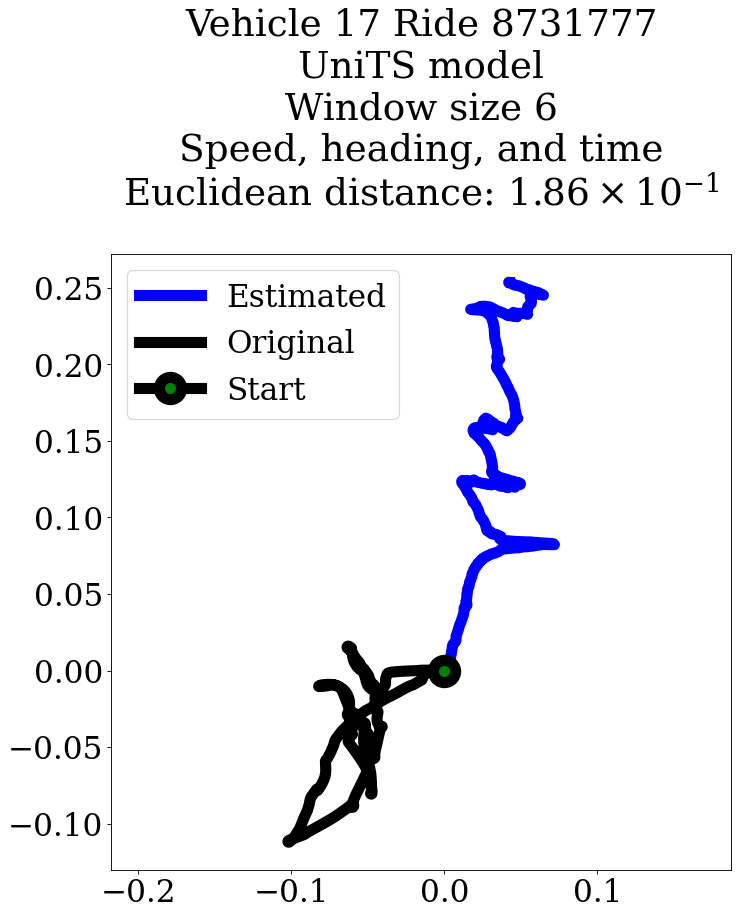 Vehicle 17 Ride 8731777
UniTS model
Window size 6
Speed, heading, and time
Euclidean distance: 1.86 × 10⁻¹
Estimated
Original
Start
0.25
0.20
0.15
0.10
0.05
0.00
−0.05
−0.10
−0.2 −0.1 0.0 0.1